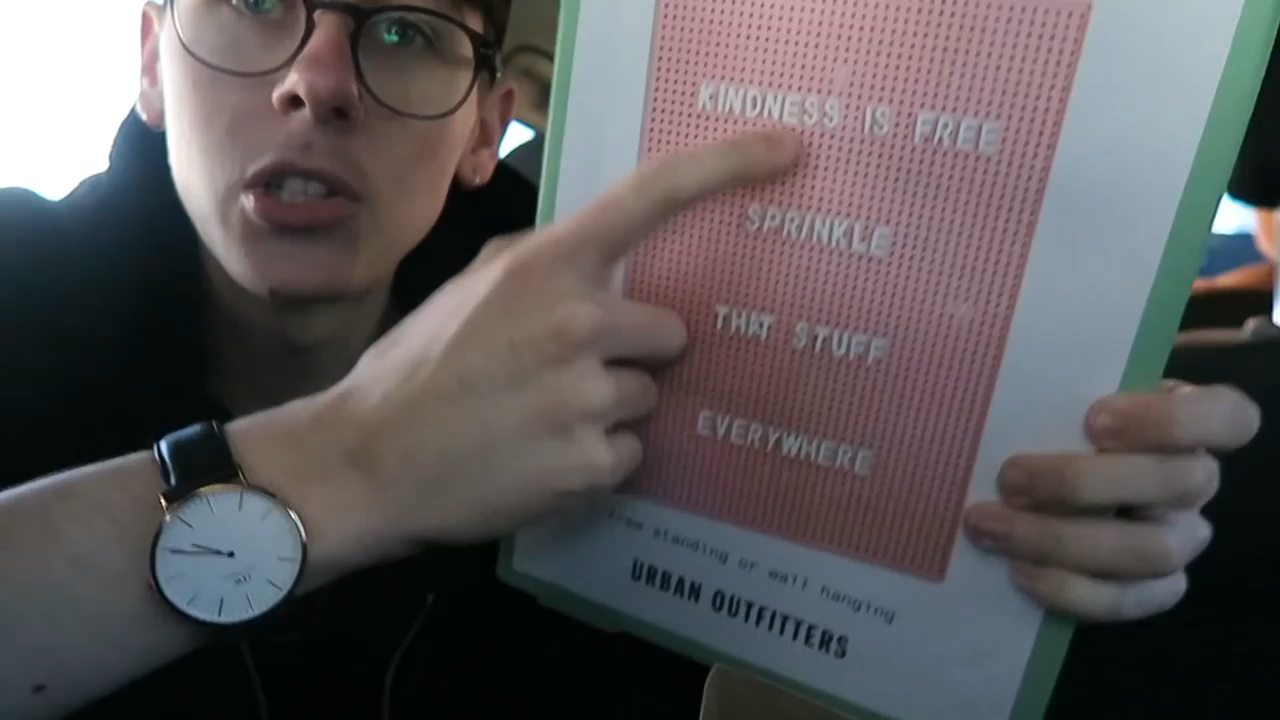 KINDNESS IS FREE
SPRINKLE
THAT STUFF
EVERYWHERE
free standing or wall hanging
URBAN OUTFITTERS